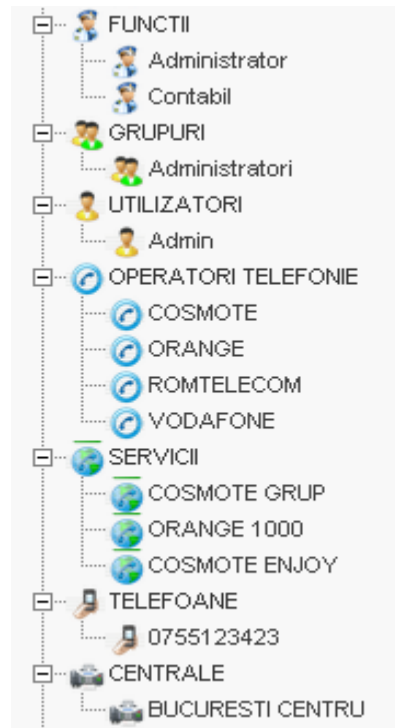 FUNCTII
Administrator
Contabil
GRUPURI
Administratori
UTILIZATORI
Admin
OPERATORI TELEFONIE
COSMOTE
ORANGE
ROMTELECOM
VODAFONE
SERVICII
COSMOTE GRUP
ORANGE 1000
COSMOTE ENJOY
TELEFOANE
0755123423
CENTRALE
BUCURESTI CENTRU